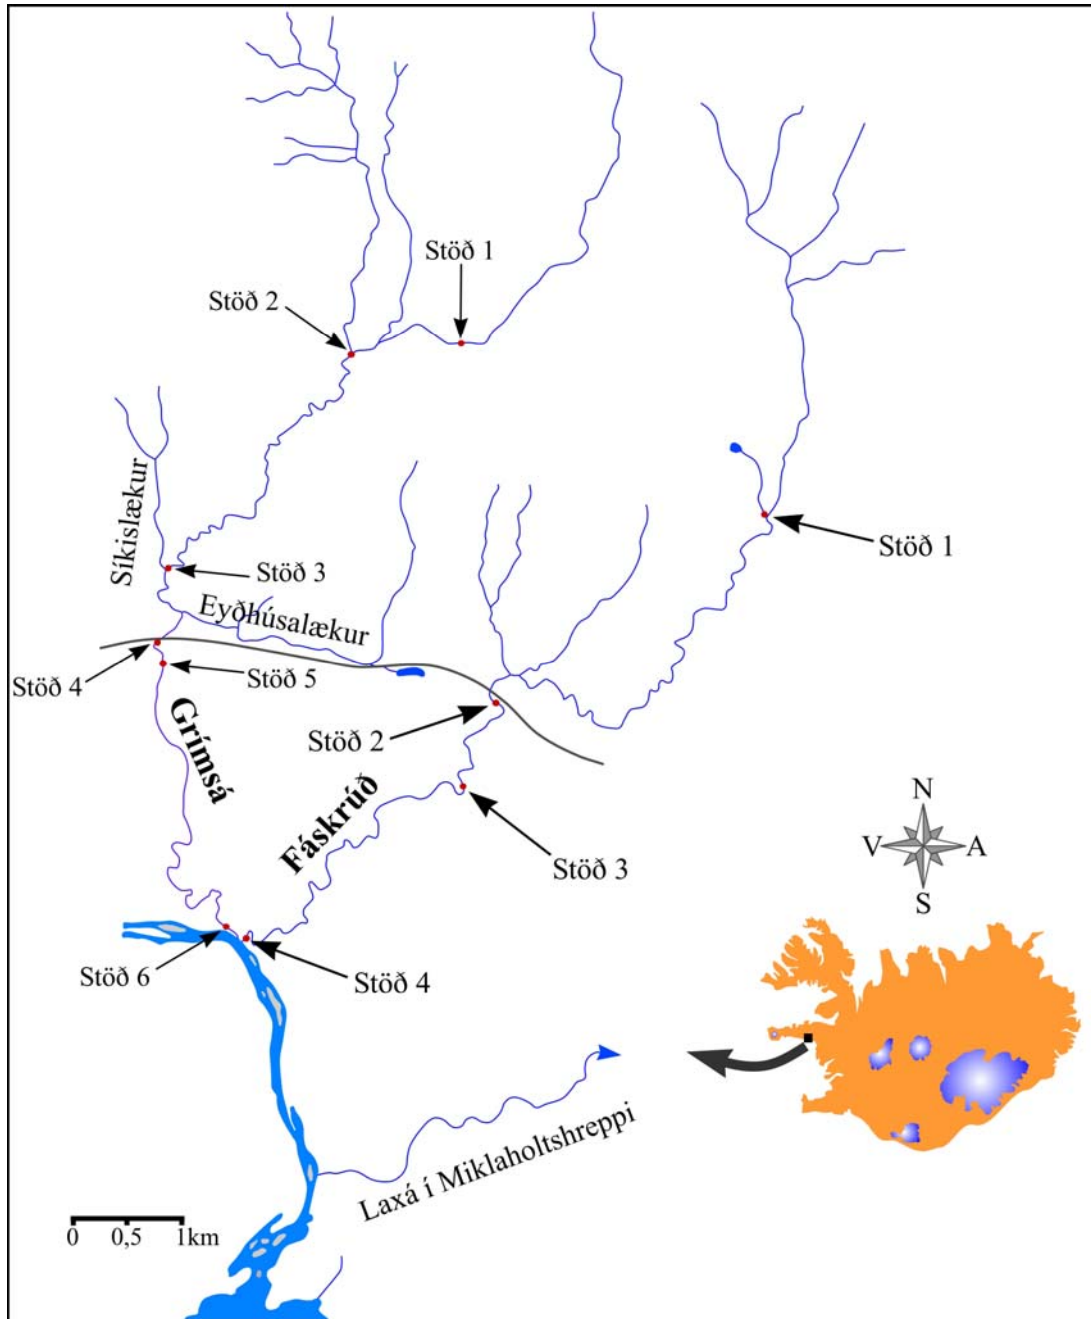 Stöð 1
Stöð 2
Síkislækur
Stöð 1
Stöð 3
Eyðhúsalækur
Stöð 4
Stöð 5
Grímsá
Stöð 2
Fáskrúð
Stöð 3
N
V
A
S
Stöð 6
Stöð 4
Laxá í Miklaholtshreppi
0
0,5
1km